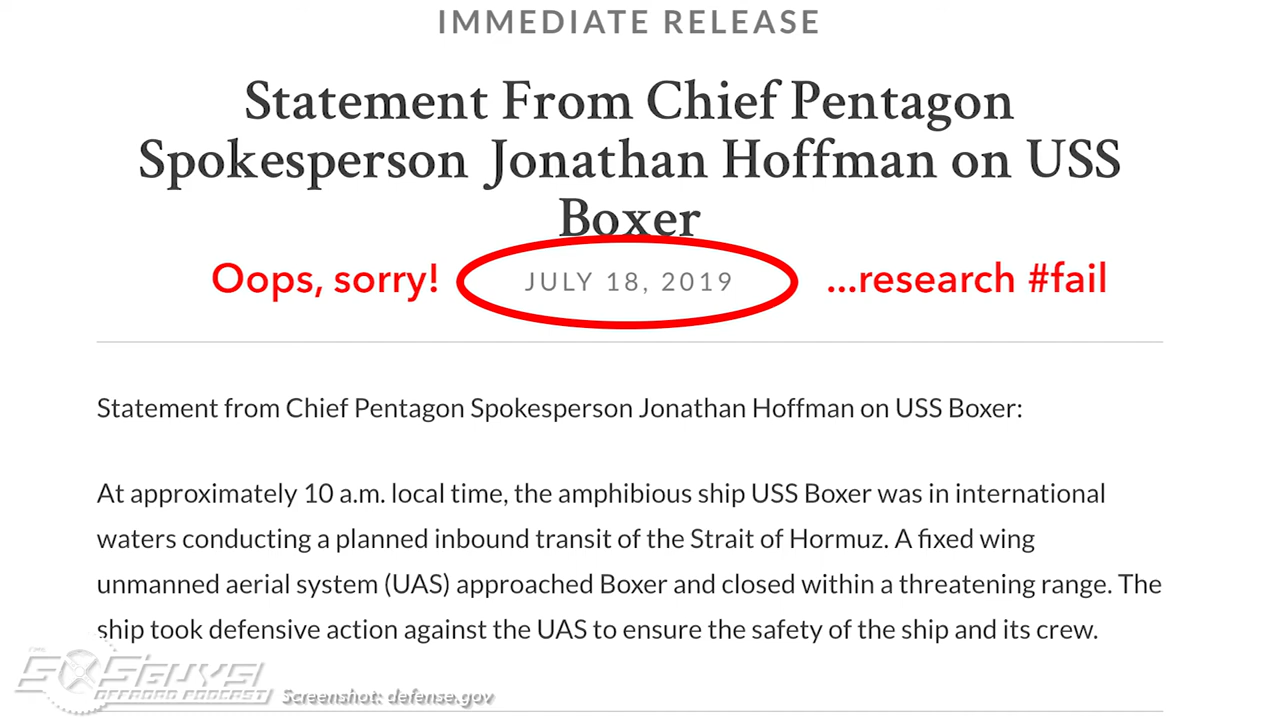 IMMEDIATE RELEASE
Statement From Chief Pentagon
Spokesperson Jonathan Hoffman on USS
Boxer
Oops, sorry! JULY 18, 2019 ...research #fail
Statement from Chief Pentagon Spokesperson Jonathan Hoffman on USS Boxer:
At approximately 10 a.m. local time, the amphibious ship USS Boxer was in international
waters conducting a planned inbound transit of the Strait of Hormuz. A fixed wing
unmanned aerial system (UAS) approached Boxer and closed within a threatening range. The
ship took defensive action against the UAS to ensure the safety of the ship and its crew.
OFFROAD PODCAST Screenshot: defense.gov